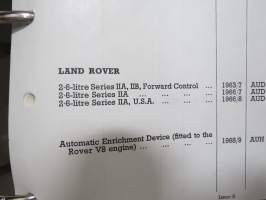 LAND ROVER
2·6-litre Series IIA, IIB, Forward Control ... 1963/7 AUD
2·6-litre Series IIA ... ... ... ... 1966/7 AUD
2·6-litre Series IIA, U.S.A. ... ... ... 1966/8 AUD
Automatic Enrichment Device (fitted to the
Rover V8 engine) ... ... ... ... 1968/9 AUH
Issue 6